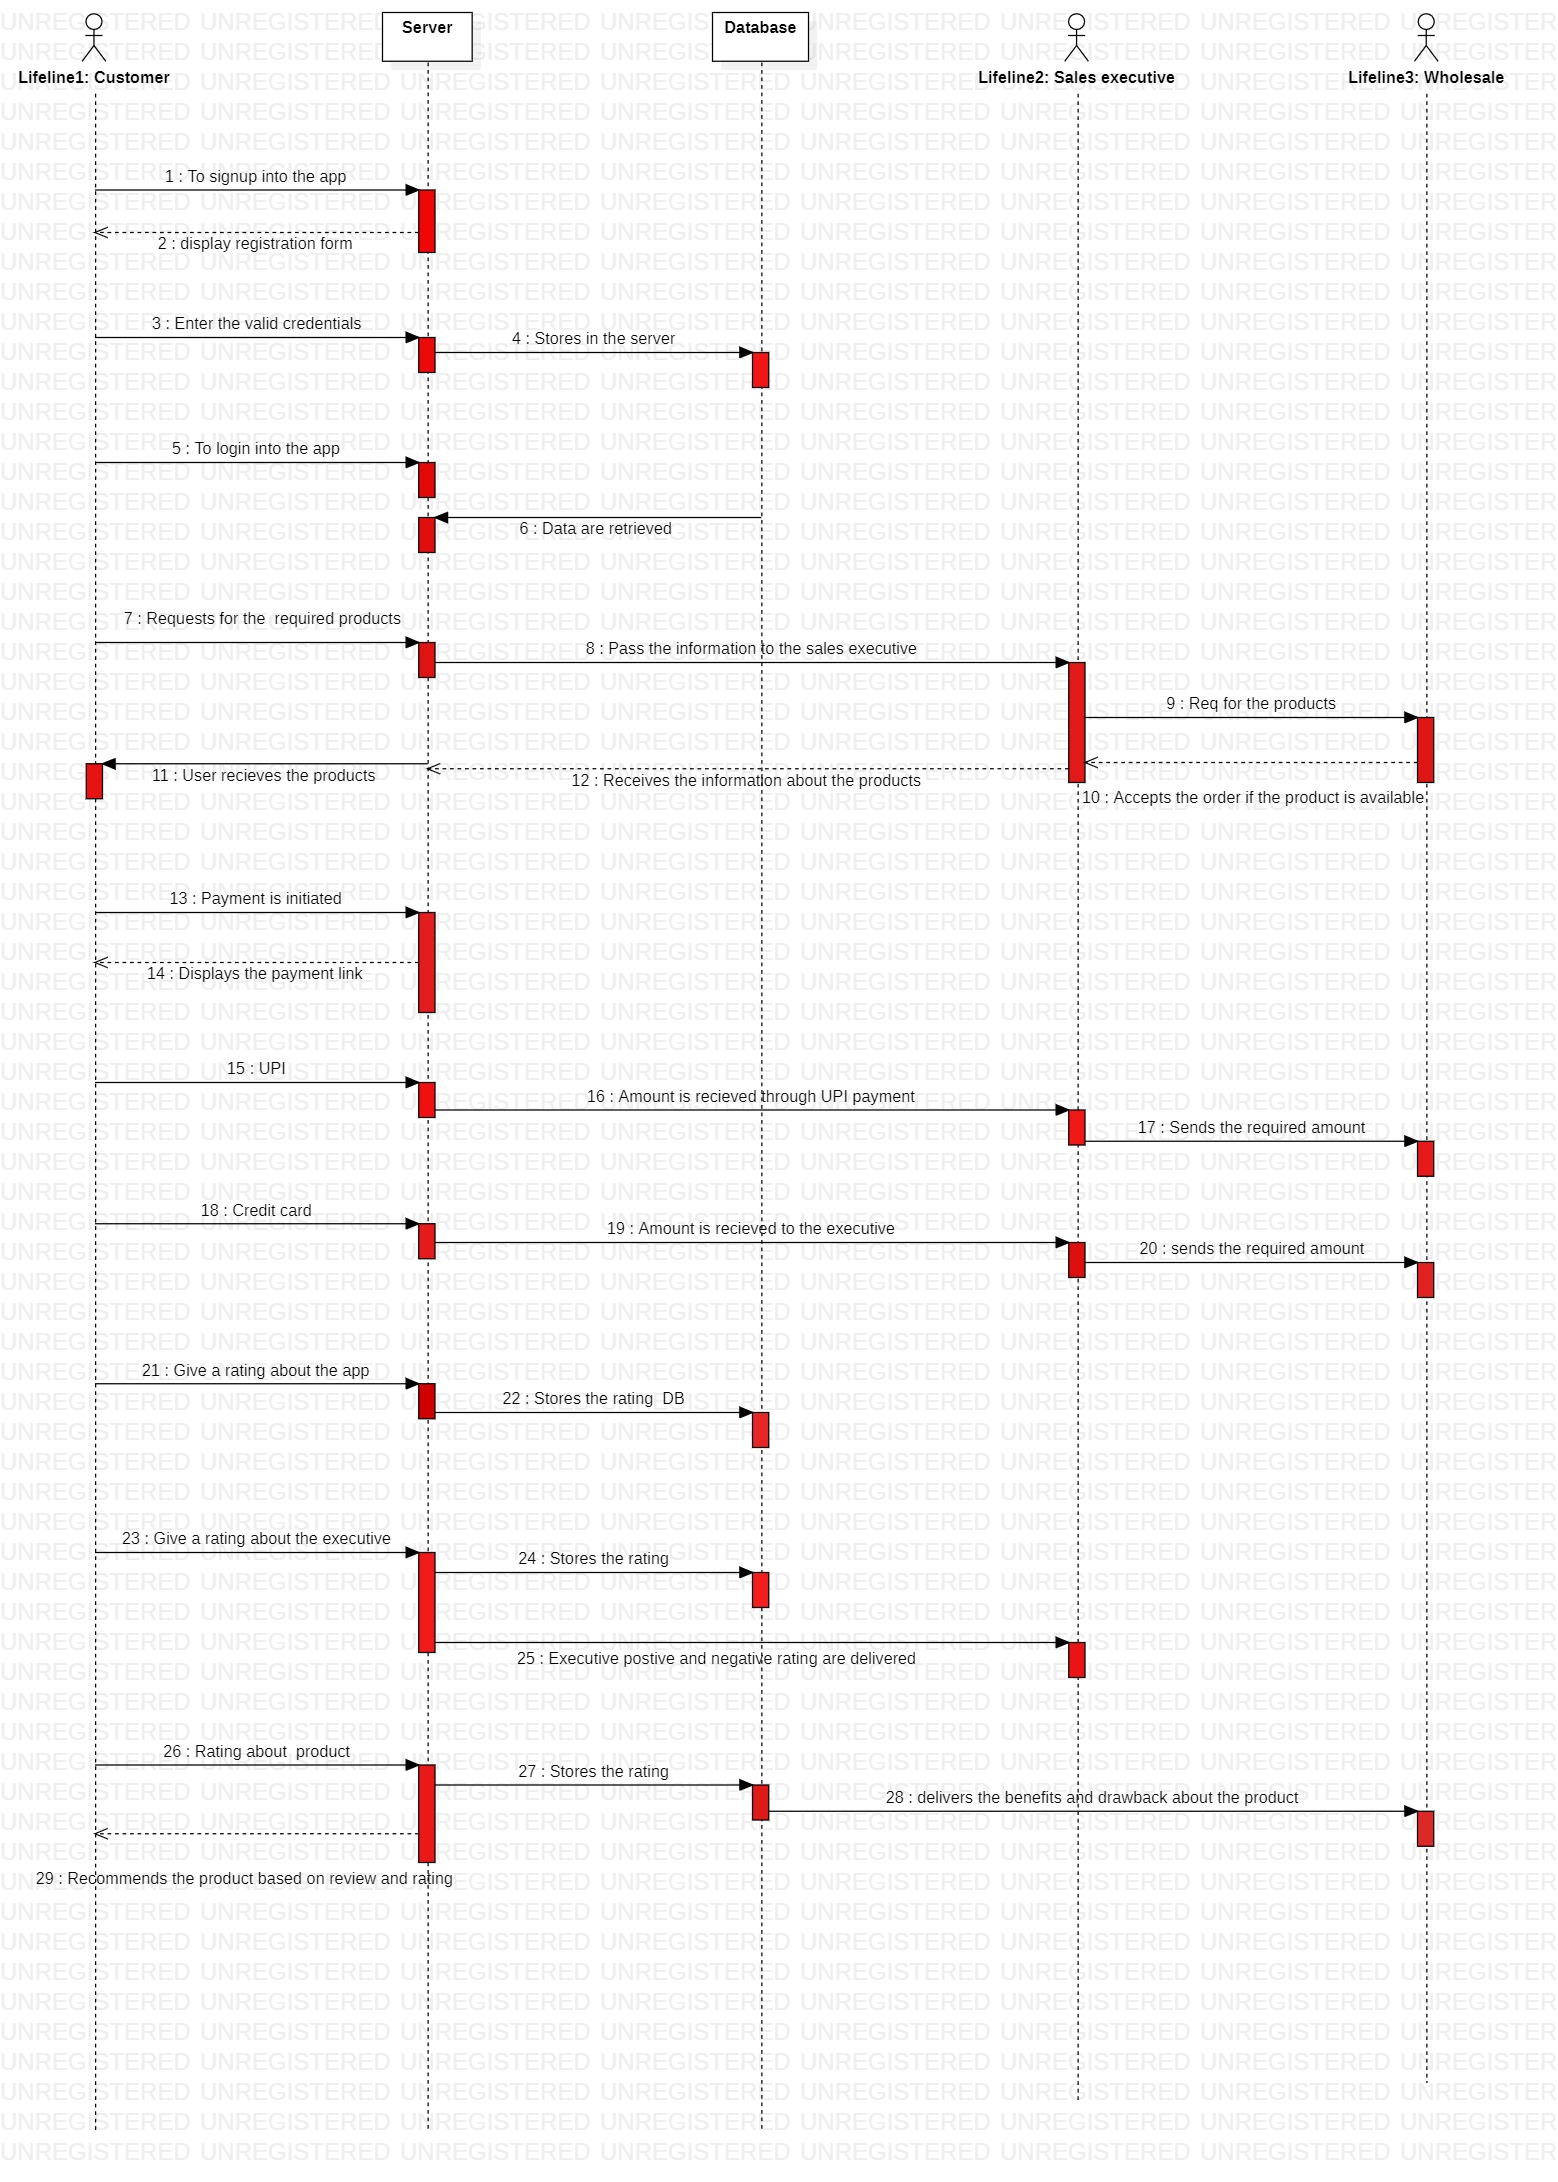 Server
Database
Lifeline1: Customer
Lifeline2: Sales executive
Lifeline3: Wholesale
1 : To signup into the app
2 : display registration form
3 : Enter the valid credentials
4 : Stores in the server
5 : To login into the app
6 : Data are retrieved
7 : Requests for the  required products
8 : Pass the information to the sales executive
9 : Req for the products
11 : User recieves the products
12 : Receives the information about the products
10 : Accepts the order if the product is available
13 : Payment is initiated
14 : Displays the payment link
15 : UPI
16 : Amount is recieved through UPI payment
17 : Sends the required amount
18 : Credit card
19 : Amount is recieved to the executive
20 : sends the required amount
21 : Give a rating about the app
22 : Stores the rating  DB
23 : Give a rating about the executive
24 : Stores the rating
25 : Executive postive and negative rating are delivered
26 : Rating about  product
27 : Stores the rating
28 : delivers the benefits and drawback about the product
29 : Recommends the product based on review and rating
UNREGISTERED